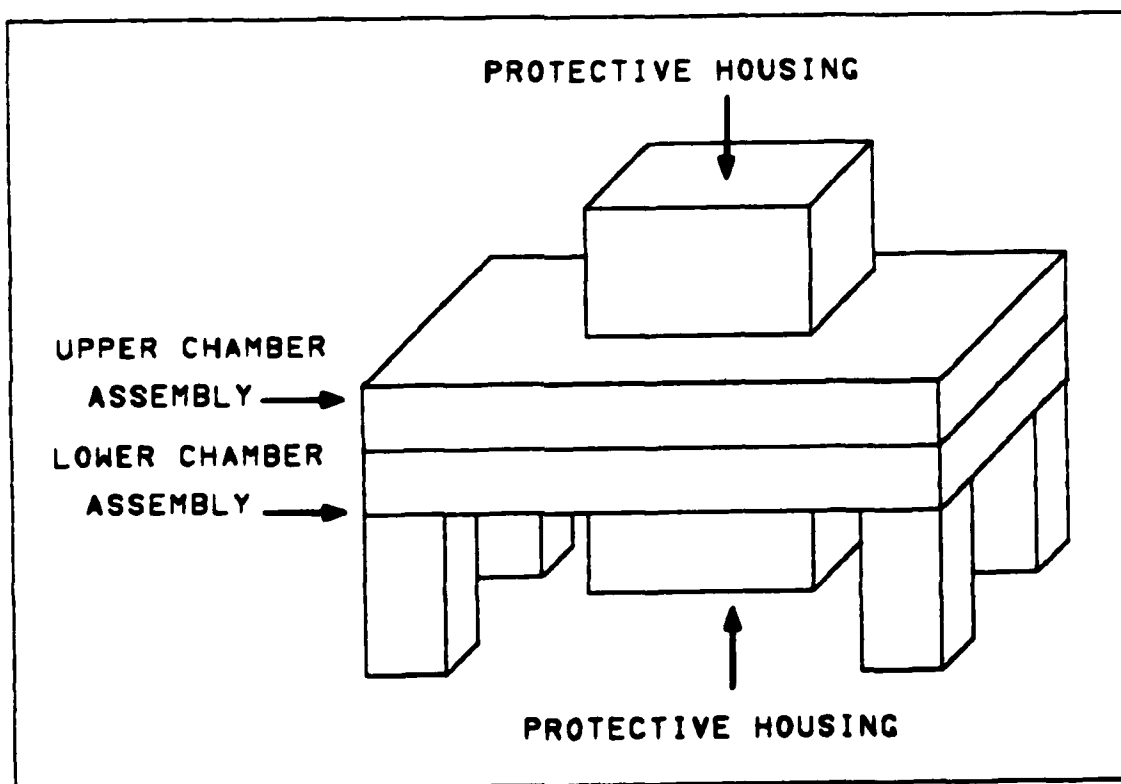 PROTECTIVE HOUSING
UPPER CHAMBER
ASSEMBLY
LOWER CHAMBER
ASSEMBLY
PROTECTIVE HOUSING